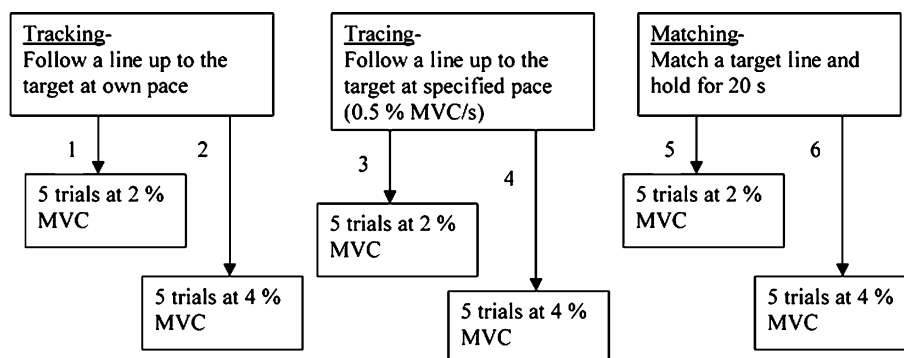 Tracking-
Follow a line up to the
target at own pace
1
2
5 trials at 2 %
MVC
5 trials at 4 %
MVC
Tracing-
Follow a line up to the
target at specified pace
(0.5 % MVC/s)
3
4
5 trials at 2 %
MVC
5 trials at 4 %
MVC
Matching-
Match a target line and
hold for 20 s
5
6
5 trials at 2 %
MVC
5 trials at 4 %
MVC